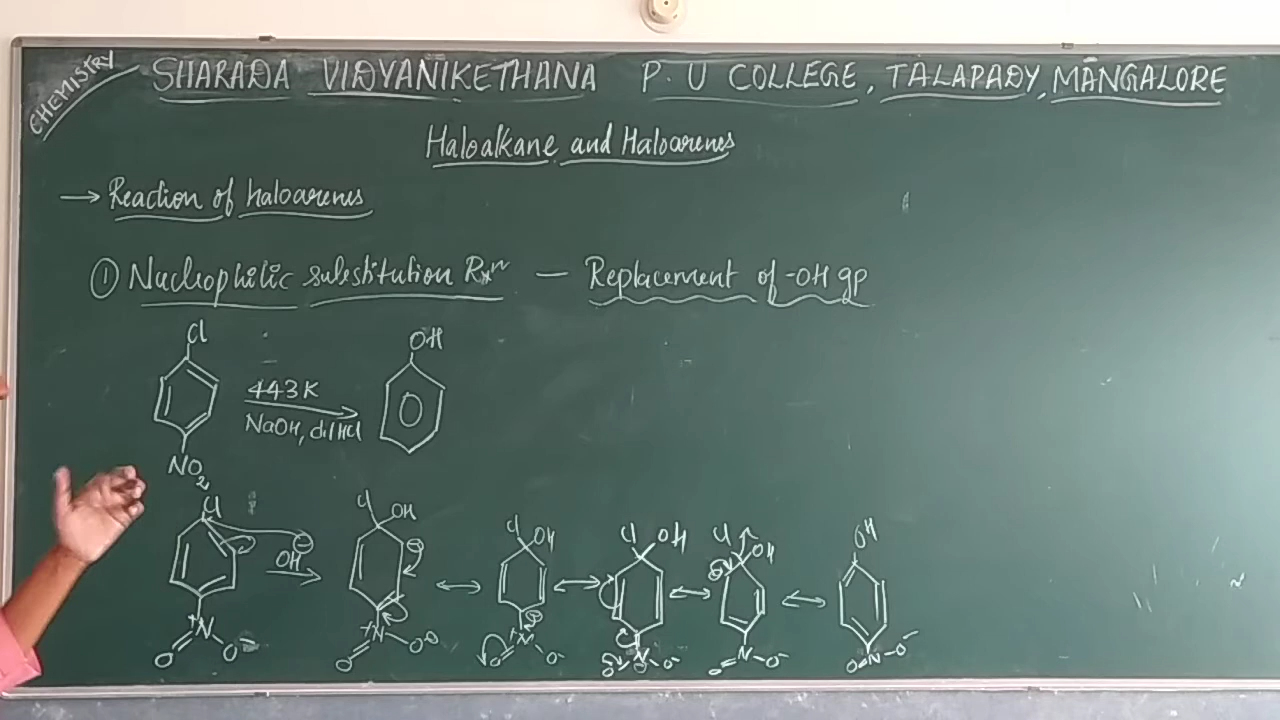 CHEMISTRY
SHARADA VIDYANIKETHANA P.U COLLEGE, TALAPADY, MANGALORE
Haloalkane and Haloarenes
→ Reaction of haloarenes
① Nucleophilic substitution Rxn — Replacement of -OH gp
Cl
OH
443K
NaOH, dil HCl
NO2
Cl
Cl OH
Cl OH
Cl OH
Cl OH
OH
OH ⊖
+N O O-
+N O O⊖
+N O O-
N O O-
O=N-O-
O=N-O-